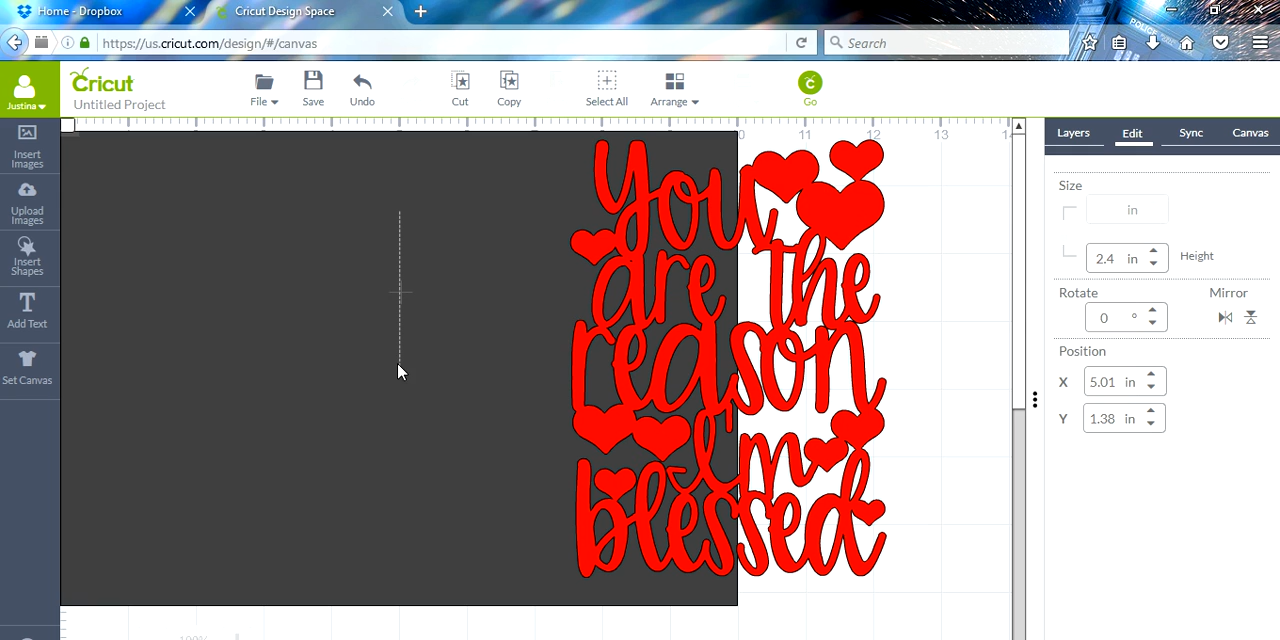 Home - Dropbox
Cricut Design Space
https://us.cricut.com/design/#/canvas
Search
POLICE
Justina
Cricut
Untitled Project
File
Save
Undo
Cut
Copy
Select All
Arrange
Go
Layers
Edit
Sync
Canvas
Insert
Images
Upload
Images
Insert
Shapes
Add Text
Set Canvas
0
11
12
13
You
are the
reason
I'm
blessed
Size
in
2.4 in
Height
Rotate
Mirror
0 °
Position
X
5.01 in
Y
1.38 in
100%